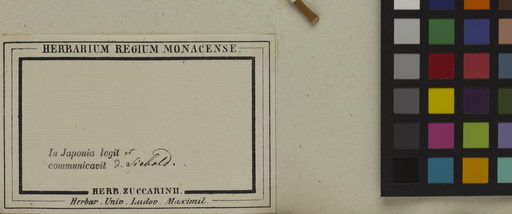 HERBARIUM REGIUM MONACENSE
In Japonia legit et
communicavit d. Siebold.
HERB. ZUCCARINII.
Herbar. Univ. Ludov. Maximil.